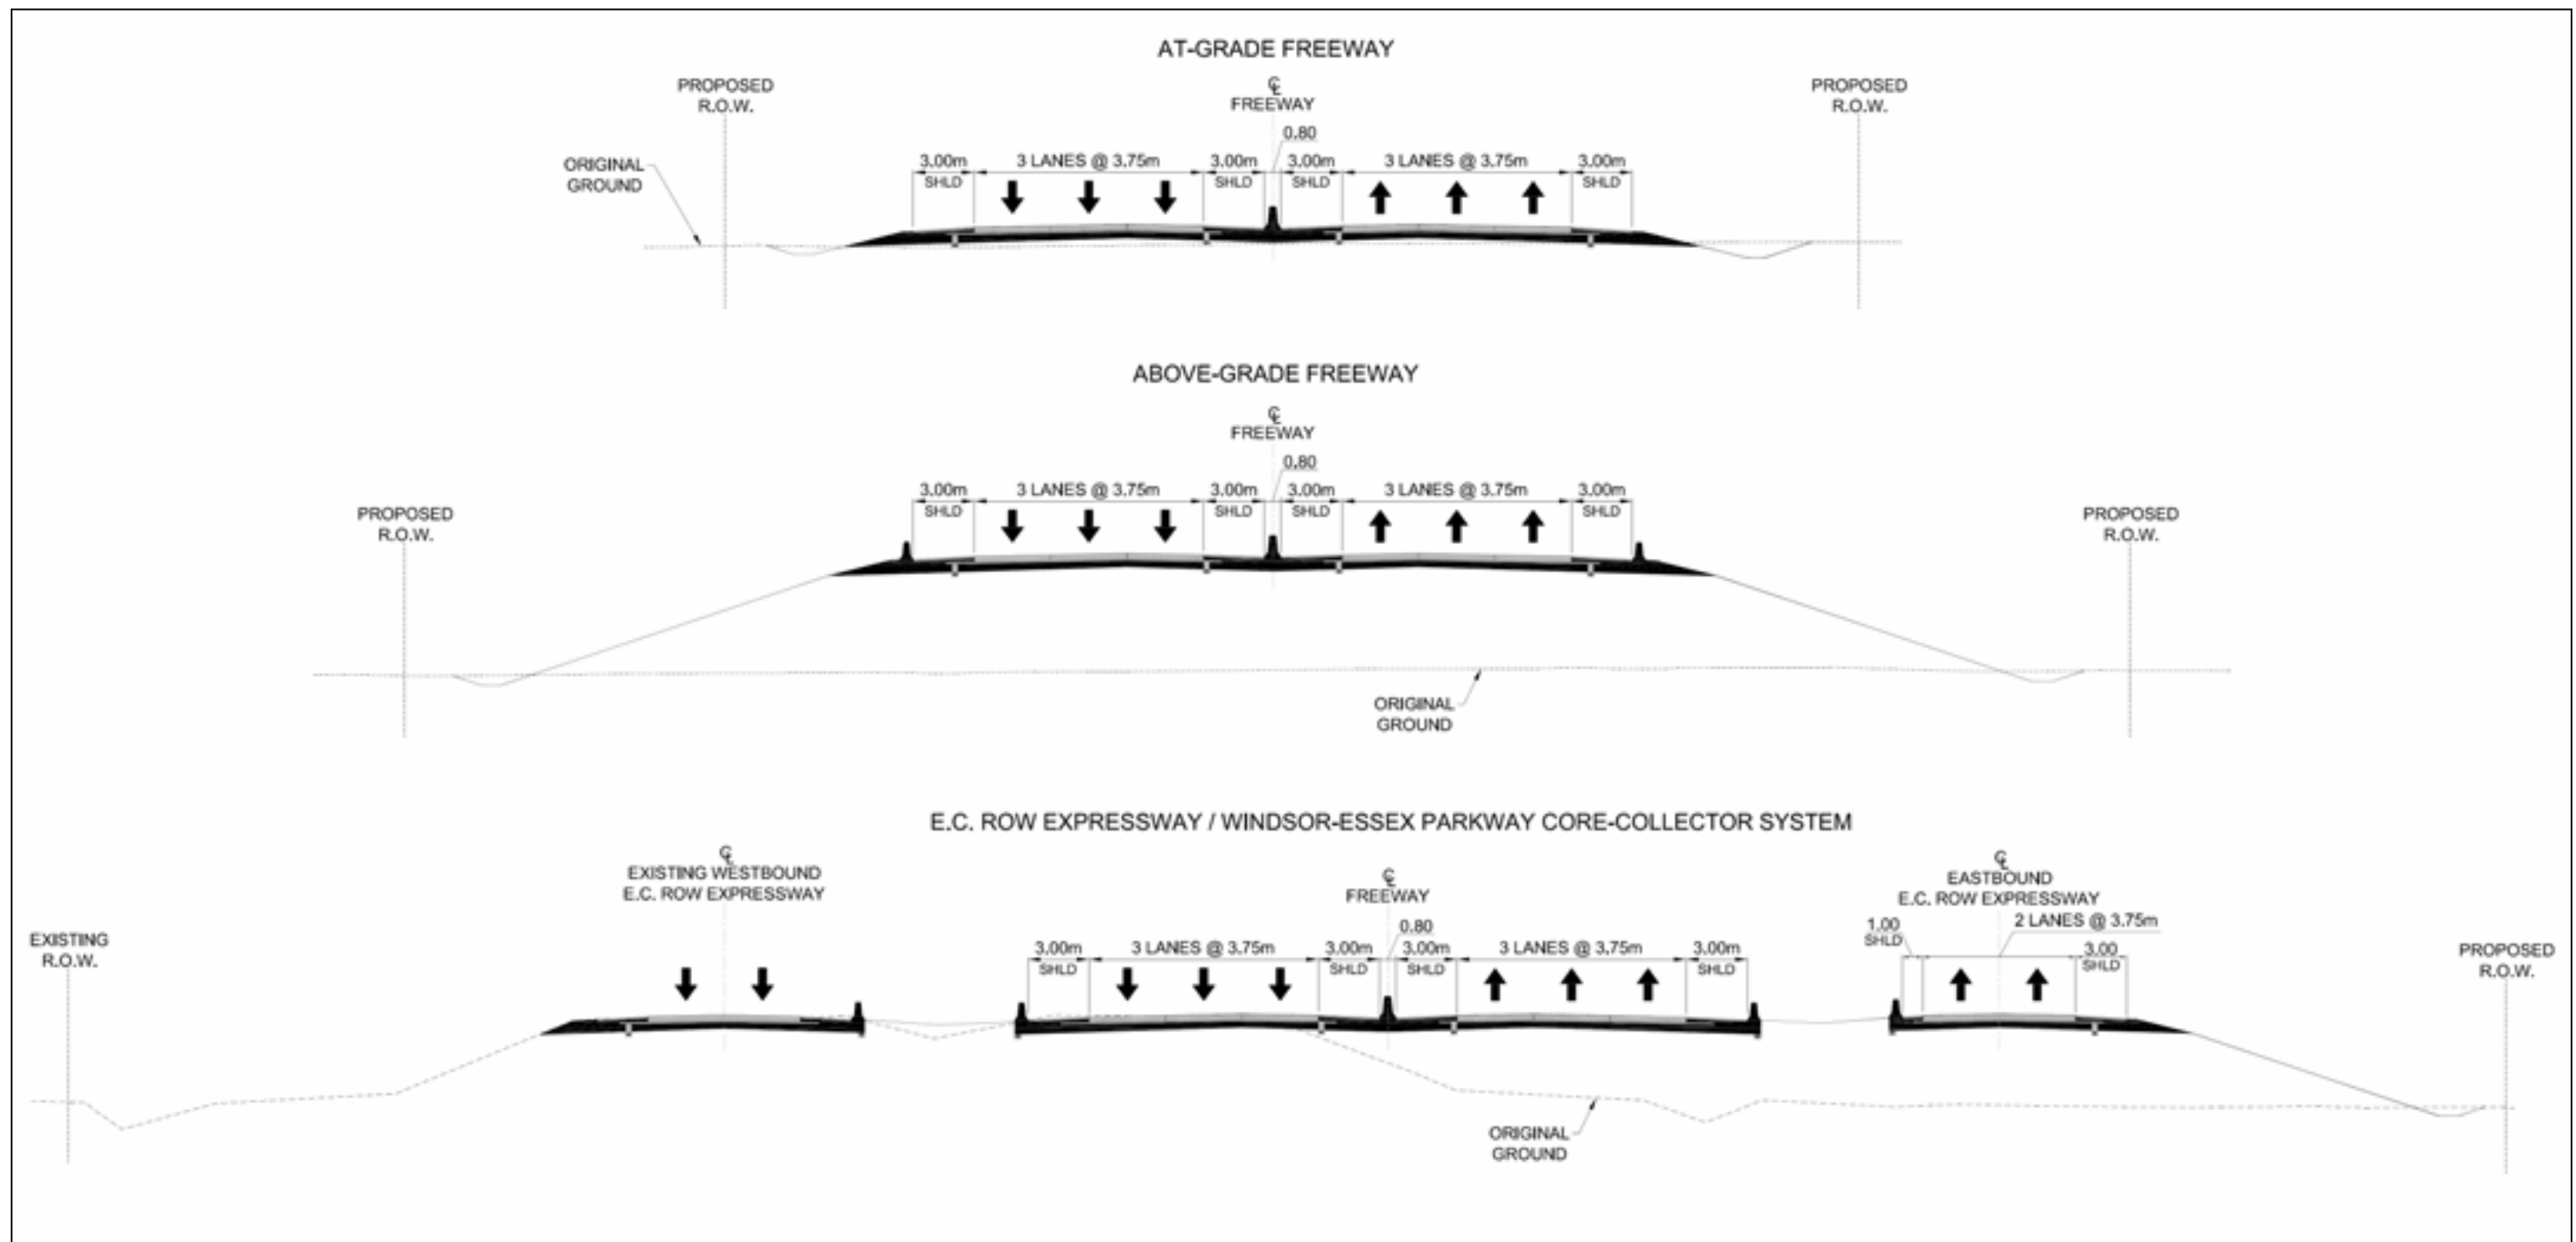 AT-GRADE FREEWAY
PROPOSED
R.O.W.
℄
FREEWAY
PROPOSED
R.O.W.
0.80
ORIGINAL
GROUND
3.00m
SHLD
3 LANES @ 3.75m
3.00m
SHLD
3.00m
SHLD
3 LANES @ 3.75m
3.00m
SHLD
ABOVE-GRADE FREEWAY
℄
FREEWAY
0.80
3.00m
SHLD
3 LANES @ 3.75m
3.00m
SHLD
3.00m
SHLD
3 LANES @ 3.75m
3.00m
SHLD
PROPOSED
R.O.W.
PROPOSED
R.O.W.
ORIGINAL
GROUND
E.C. ROW EXPRESSWAY / WINDSOR-ESSEX PARKWAY CORE-COLLECTOR SYSTEM
℄
EXISTING WESTBOUND
E.C. ROW EXPRESSWAY
℄
FREEWAY
℄
EASTBOUND
E.C. ROW EXPRESSWAY
EXISTING
R.O.W.
0.80
3.00m
SHLD
3 LANES @ 3.75m
3.00m
SHLD
3.00m
SHLD
3 LANES @ 3.75m
3.00m
SHLD
1.00
SHLD
2 LANES @ 3.75m
3.00
SHLD
PROPOSED
R.O.W.
ORIGINAL
GROUND